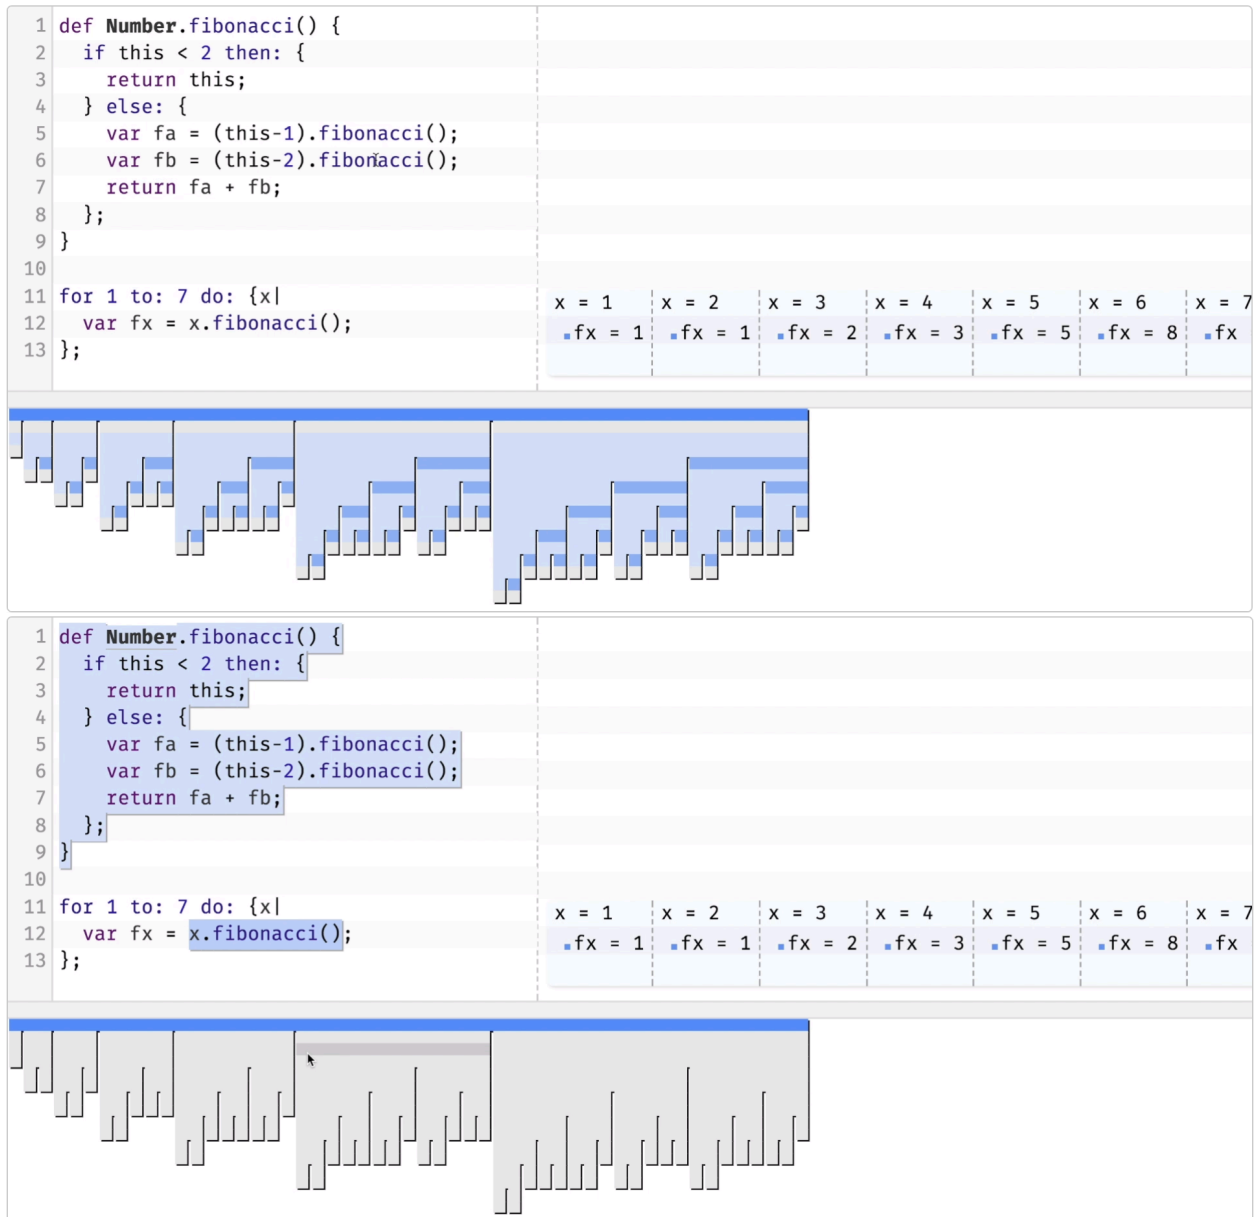 1 def Number.fibonacci() {
2 if this < 2 then: {
3 return this;
4 } else: {
5 var fa = (this-1).fibonacci();
6 var fb = (this-2).fibonacci();
7 return fa + fb;
8 };
9 }
10
11 for 1 to: 7 do: {x|
12 var fx = x.fibonacci();
13 };
x = 1 x = 2 x = 3 x = 4 x = 5 x = 6 x = 7
fx = 1 fx = 1 fx = 2 fx = 3 fx = 5 fx = 8 fx
1 def Number.fibonacci() {
2 if this < 2 then: {
3 return this;
4 } else: {
5 var fa = (this-1).fibonacci();
6 var fb = (this-2).fibonacci();
7 return fa + fb;
8 };
9 }
10
11 for 1 to: 7 do: {x|
12 var fx = x.fibonacci();
13 };
x = 1 x = 2 x = 3 x = 4 x = 5 x = 6 x = 7
fx = 1 fx = 1 fx = 2 fx = 3 fx = 5 fx = 8 fx